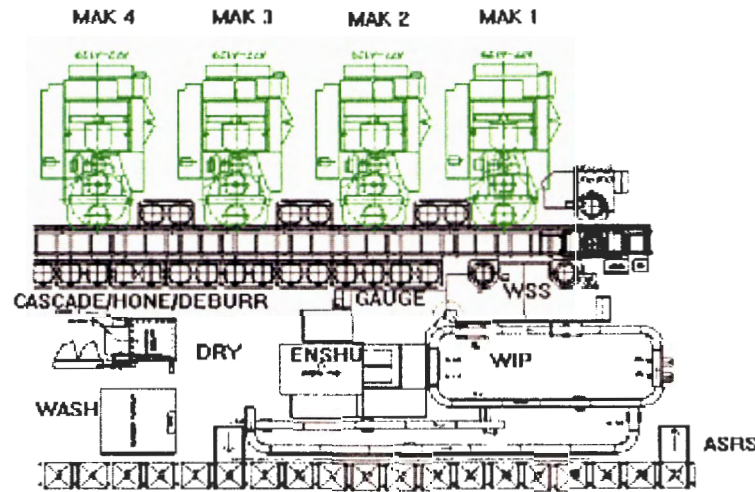 MAK 4 MAK 3 MAK 2 MAK 1
CASCADE/HONE/DEBURR GAUGE WSS
DRY ENSHU WIP
WASH
ASRS